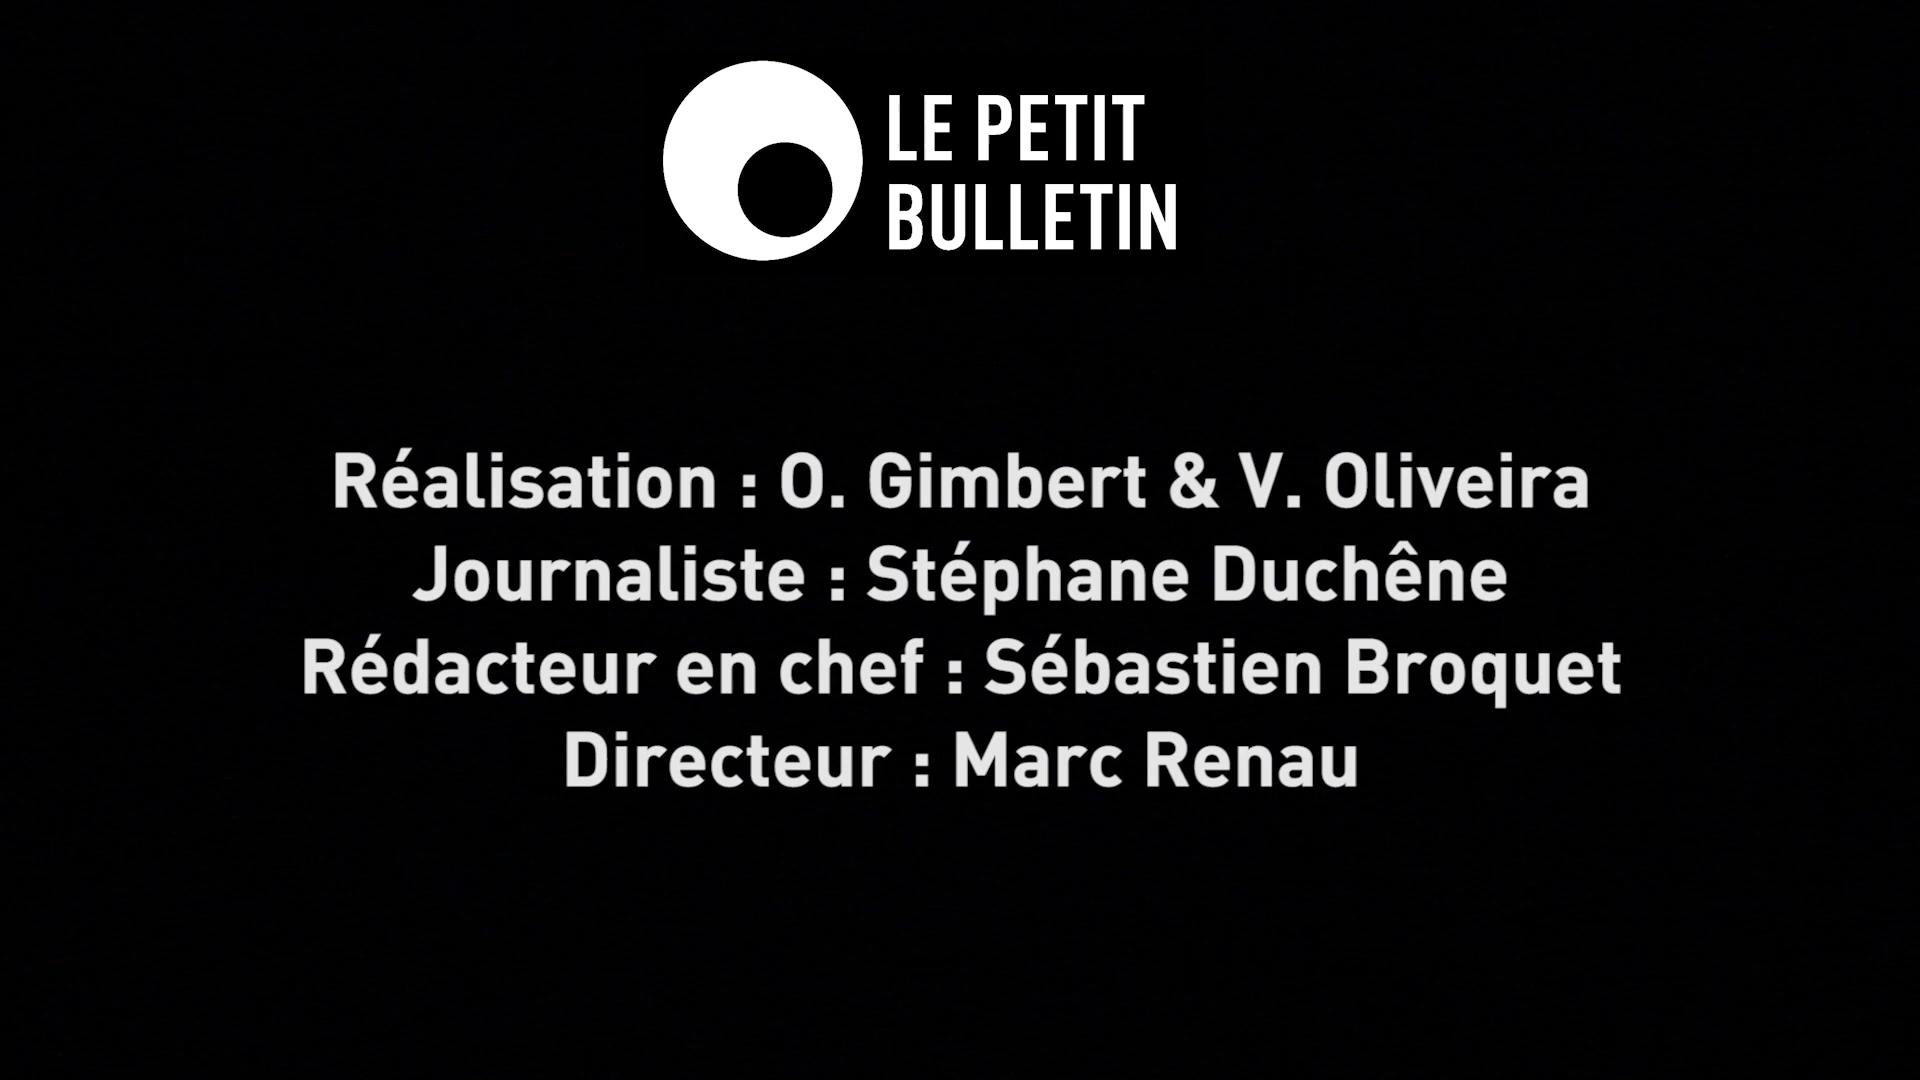 LE PETIT
BULLETIN
Réalisation : O. Gimbert & V. Oliveira
Journaliste : Stéphane Duchêne
Rédacteur en chef : Sébastien Broquet
Directeur : Marc Renau